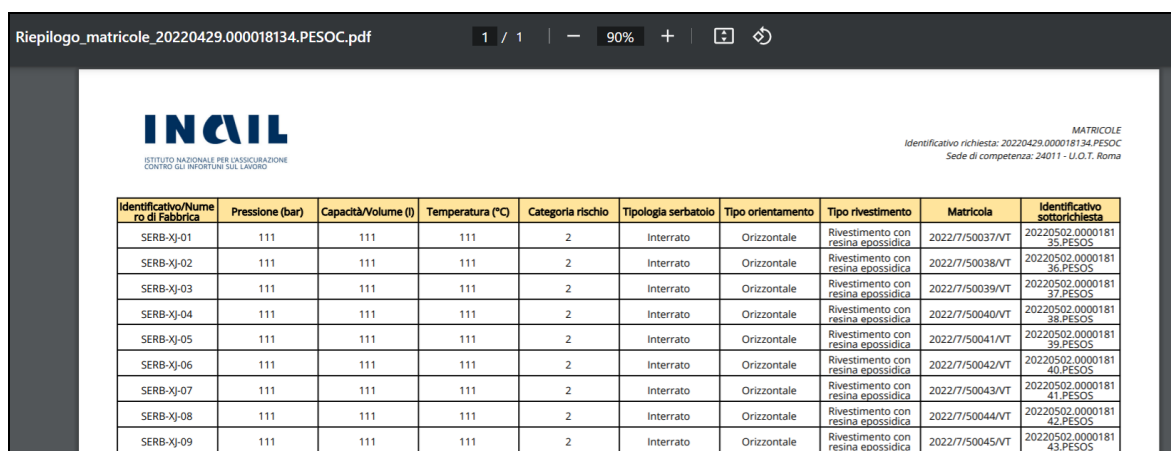 Riepilogo_matricole_20220429.000018134.PESOC.pdf 1 / 1 90%
INAIL
ISTITUTO NAZIONALE PER L'ASSICURAZIONE
CONTRO GLI INFORTUNI SUL LAVORO
MATRICOLE
Identificativo richiesta: 20220429.000018134.PESOC
Sede di competenza: 24011 - U.O.T. Roma
Identificativo/Nume
ro di Fabbrica Pressione (bar) Capacità/Volume (l) Temperatura (°C) Categoria rischio Tipologia serbatoio Tipo orientamento Tipo rivestimento Matricola Identificativo
sottorichiesta
SERB-XJ-01 111 111 111 2 Interrato Orizzontale Rivestimento con 2022/7/50037/VT 20220502.0000181
resina epossidica 35.PESOS
SERB-XJ-02 111 111 111 2 Interrato Orizzontale Rivestimento con 2022/7/50038/VT 20220502.0000181
resina epossidica 36.PESOS
SERB-XJ-03 111 111 111 2 Interrato Orizzontale Rivestimento con 2022/7/50039/VT 20220502.0000181
resina epossidica 37.PESOS
SERB-XJ-04 111 111 111 2 Interrato Orizzontale Rivestimento con 2022/7/50040/VT 20220502.0000181
resina epossidica 38.PESOS
SERB-XJ-05 111 111 111 2 Interrato Orizzontale Rivestimento con 2022/7/50041/VT 20220502.0000181
resina epossidica 39.PESOS
SERB-XJ-06 111 111 111 2 Interrato Orizzontale Rivestimento con 2022/7/50042/VT 20220502.0000181
resina epossidica 40.PESOS
SERB-XJ-07 111 111 111 2 Interrato Orizzontale Rivestimento con 2022/7/50043/VT 20220502.0000181
resina epossidica 41.PESOS
SERB-XJ-08 111 111 111 2 Interrato Orizzontale Rivestimento con 2022/7/50044/VT 20220502.0000181
resina epossidica 42.PESOS
SERB-XJ-09 111 111 111 2 Interrato Orizzontale Rivestimento con 2022/7/50045/VT 20220502.0000181
resina epossidica 43.PESOS